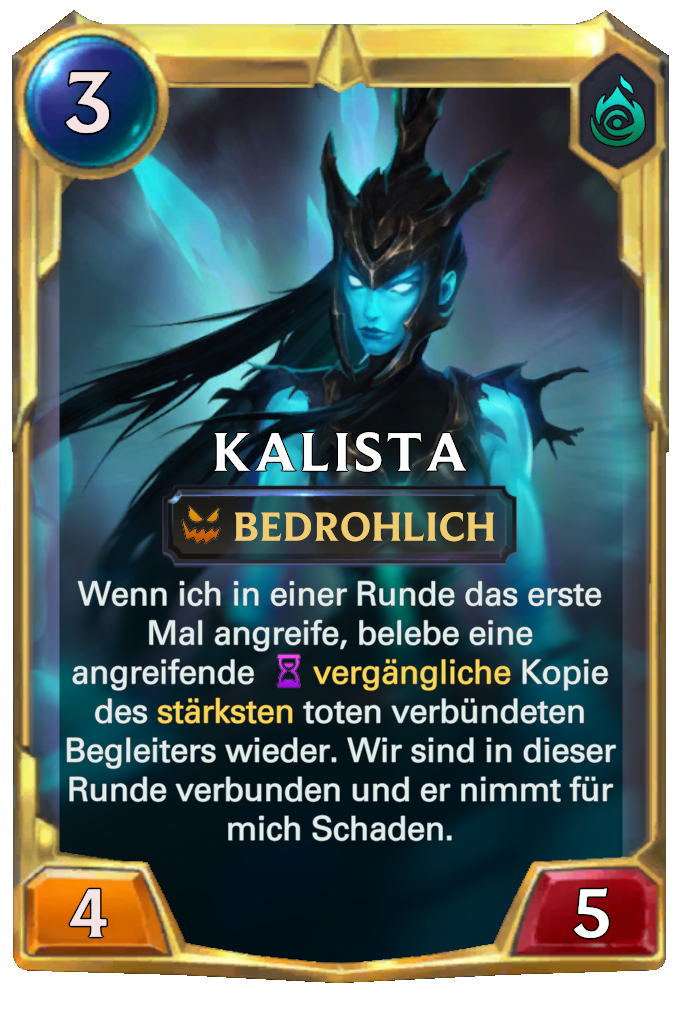 3
KALISTA
BEDROHLICH
Wenn ich in einer Runde das erste
Mal angreife, belebe eine
angreifende vergängliche Kopie
des stärksten toten verbündeten
Begleiters wieder. Wir sind in dieser
Runde verbunden und er nimmt für
mich Schaden.
4
5